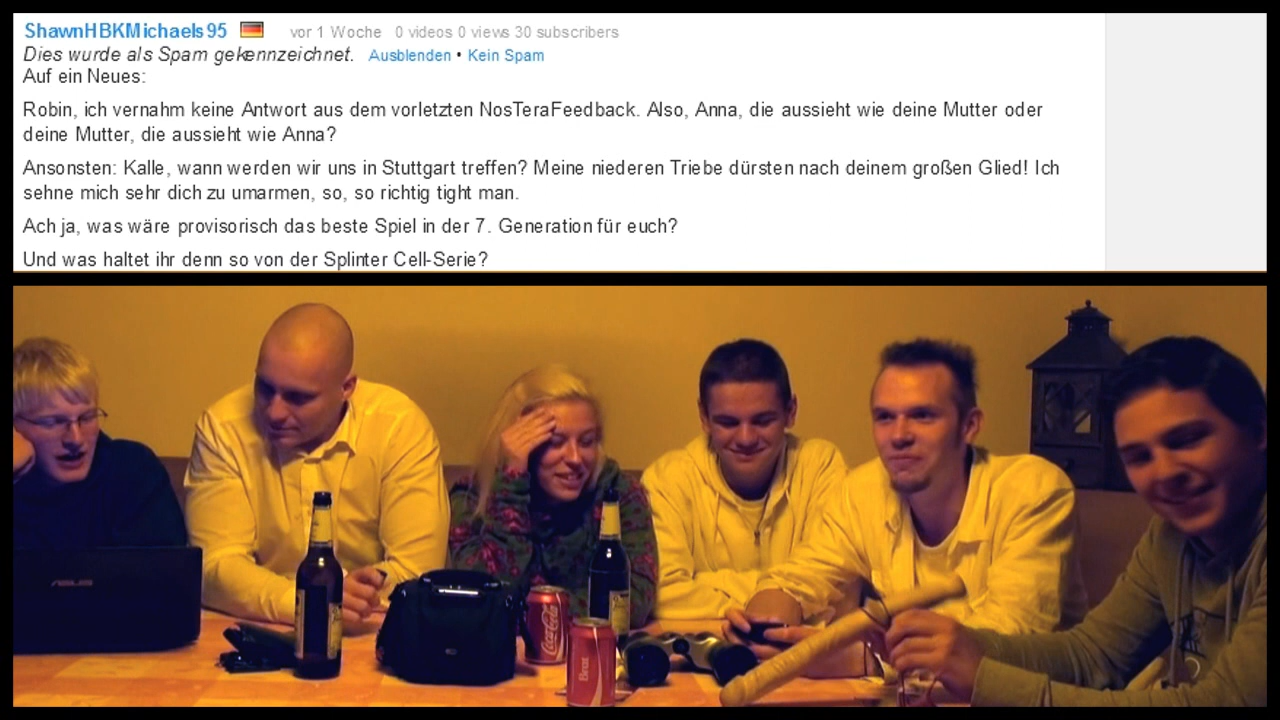 ShawnHBKMichaels95 vor 1 Woche 0 videos 0 views 30 subscribers
Dies wurde als Spam gekennzeichnet. Ausblenden • Kein Spam
Auf ein Neues:
Robin, ich vernahm keine Antwort aus dem vorletzten NosTeraFeedback. Also, Anna, die aussieht wie deine Mutter oder
deine Mutter, die aussieht wie Anna?
Ansonsten: Kalle, wann werden wir uns in Stuttgart treffen? Meine niederen Triebe dürsten nach deinem großen Glied! Ich
sehne mich sehr dich zu umarmen, so, so richtig tight man.
Ach ja, was wäre provisorisch das beste Spiel in der 7. Generation für euch?
Und was haltet ihr denn so von der Splinter Cell-Serie?
ASUS
Coca-Cola